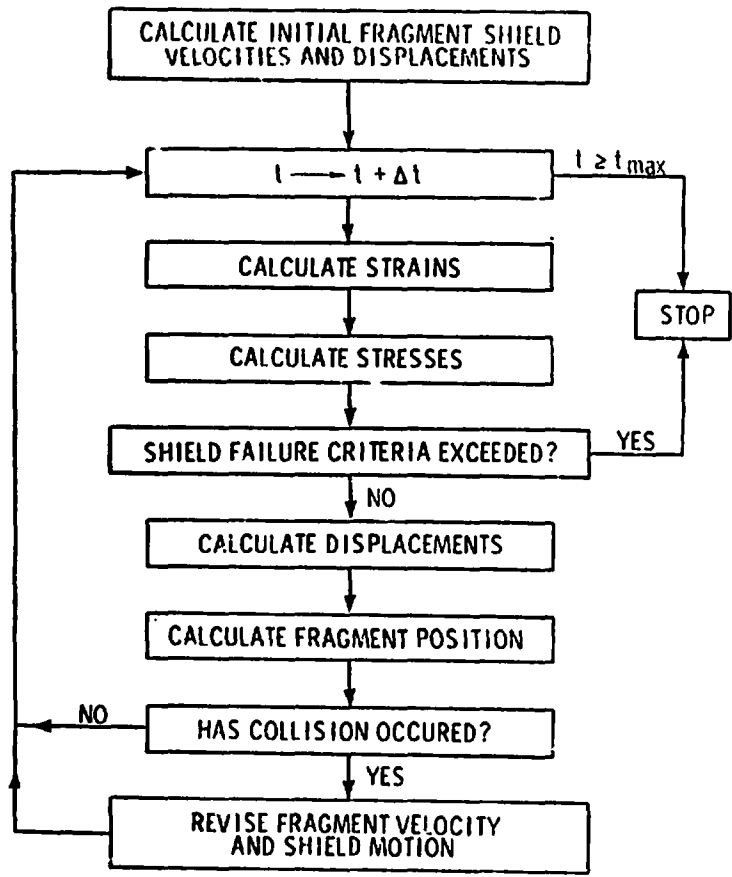 CALCULATE INITIAL FRAGMENT SHIELD
VELOCITIES AND DISPLACEMENTS
t → t + Δt
t ≥ tmax
CALCULATE STRAINS
STOP
CALCULATE STRESSES
SHIELD FAILURE CRITERIA EXCEEDED?
YES
NO
CALCULATE DISPLACEMENTS
CALCULATE FRAGMENT POSITION
NO
HAS COLLISION OCCURED?
YES
REVISE FRAGMENT VELOCITY
AND SHIELD MOTION